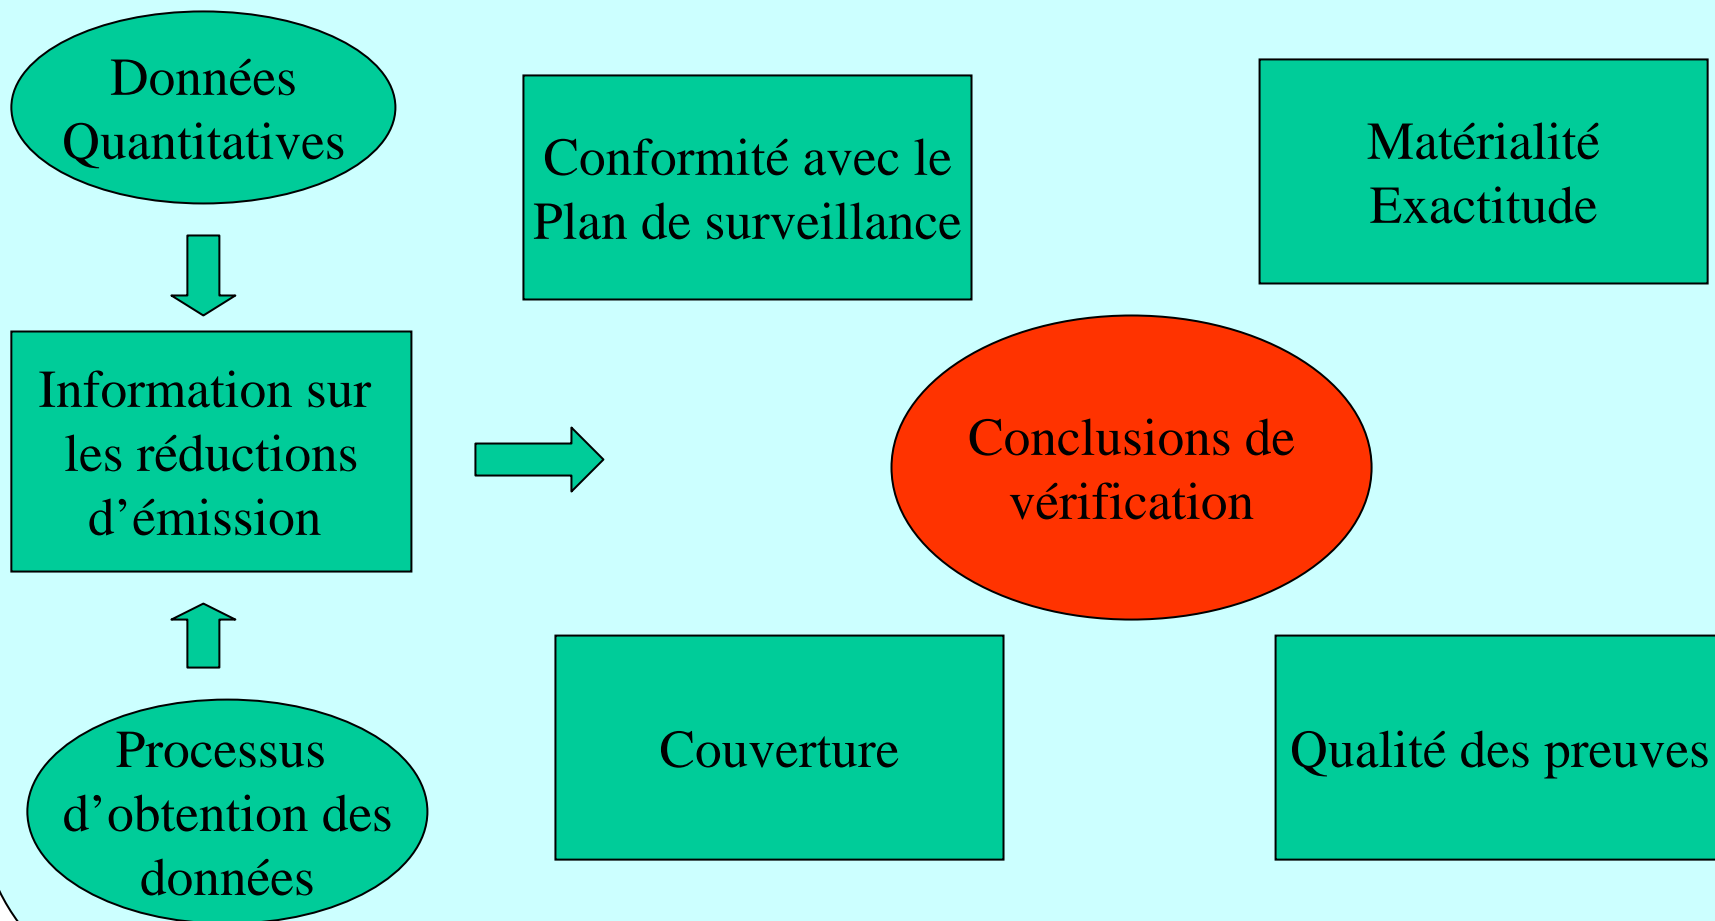 Données
Quantitatives
Conformité avec le
Plan de surveillance
Matérialité
Exactitude
Information sur
les réductions
d’émission
Conclusions de
vérification
Processus
d’obtention des
données
Couverture
Qualité des preuves